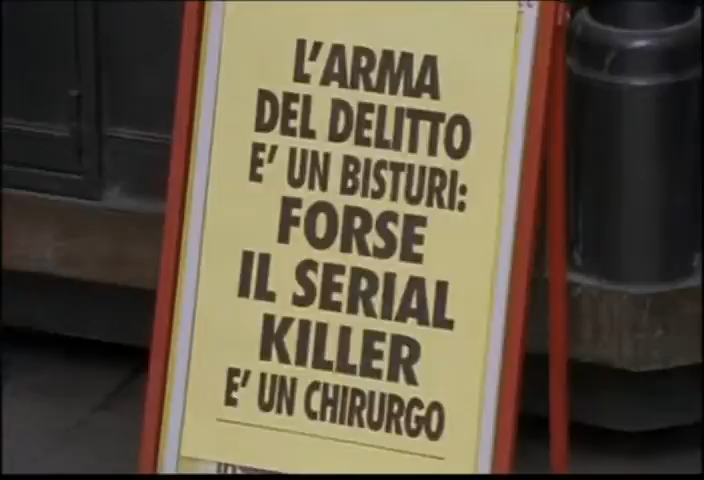 L'ARMA
DEL DELITTO
E' UN BISTURI:
FORSE
IL SERIAL
KILLER
E' UN CHIRURGO